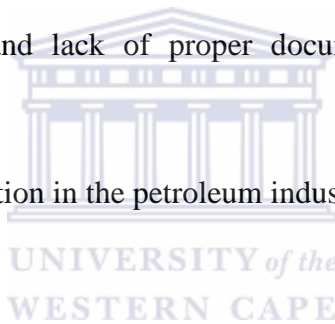 and lack of proper docu
tion in the petroleum indus
UNIVERSITY of the
WESTERN CAPE